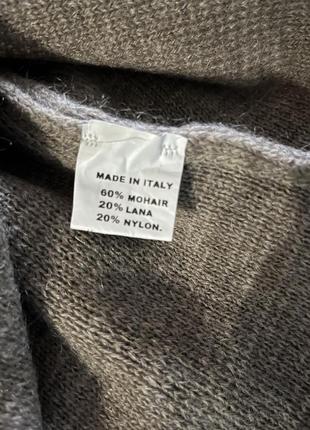 MADE IN ITALY
60% MOHAIR
20% LANA
20% NYLON.